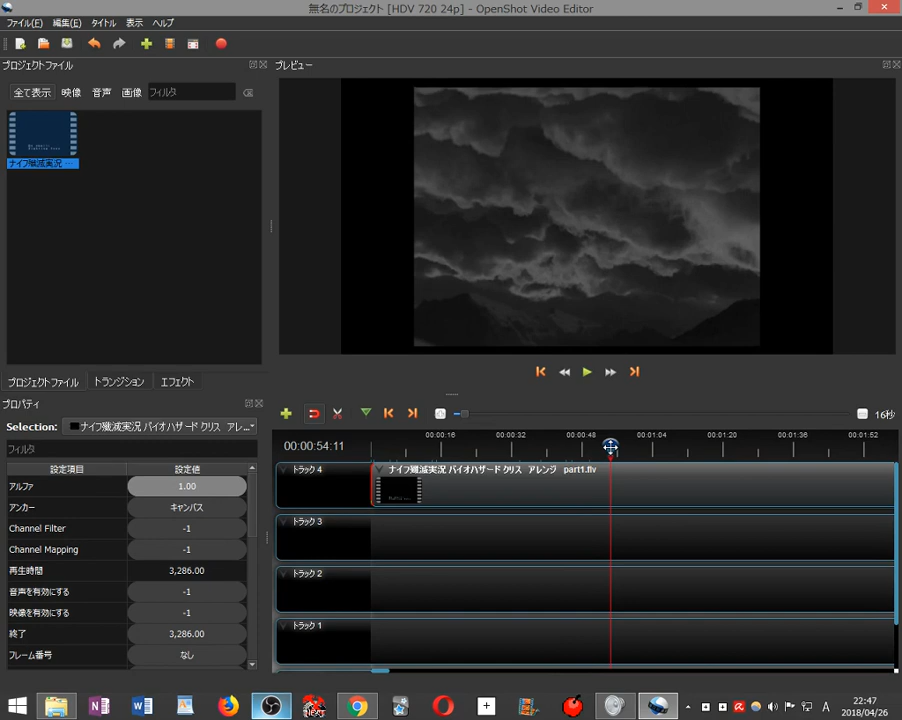 無名のプロジェクト [HDV 720 24p] - OpenShot Video Editor
ファイル(F) 編集(E) タイトル 表示 ヘルプ
プロジェクトファイル
全て表示 映像 音声 画像 フィルタ
ナイフ殲滅実況 ...
プロジェクトファイル トランジション エフェクト
プロパティ
Selection: ナイフ殲滅実況 バイオハザード クリス アレ...
フィルタ
設定項目 設定値
アルファ 1.00
アンカー キャンバス
Channel Filter -1
Channel Mapping -1
再生時間 3,286.00
音声を有効にする -1
映像を有効にする -1
終了 3,286.00
フレーム番号 なし
プレビュー
16秒
00:00:54:11
00:00:16 00:00:32 00:00:48 00:01:04 00:01:20 00:01:36 00:01:52
トラック 4
ナイフ殲滅実況 バイオハザード クリス アレンジ part1.flv
トラック 3
トラック 2
トラック 1
N W Next A
22:47
2018/04/26